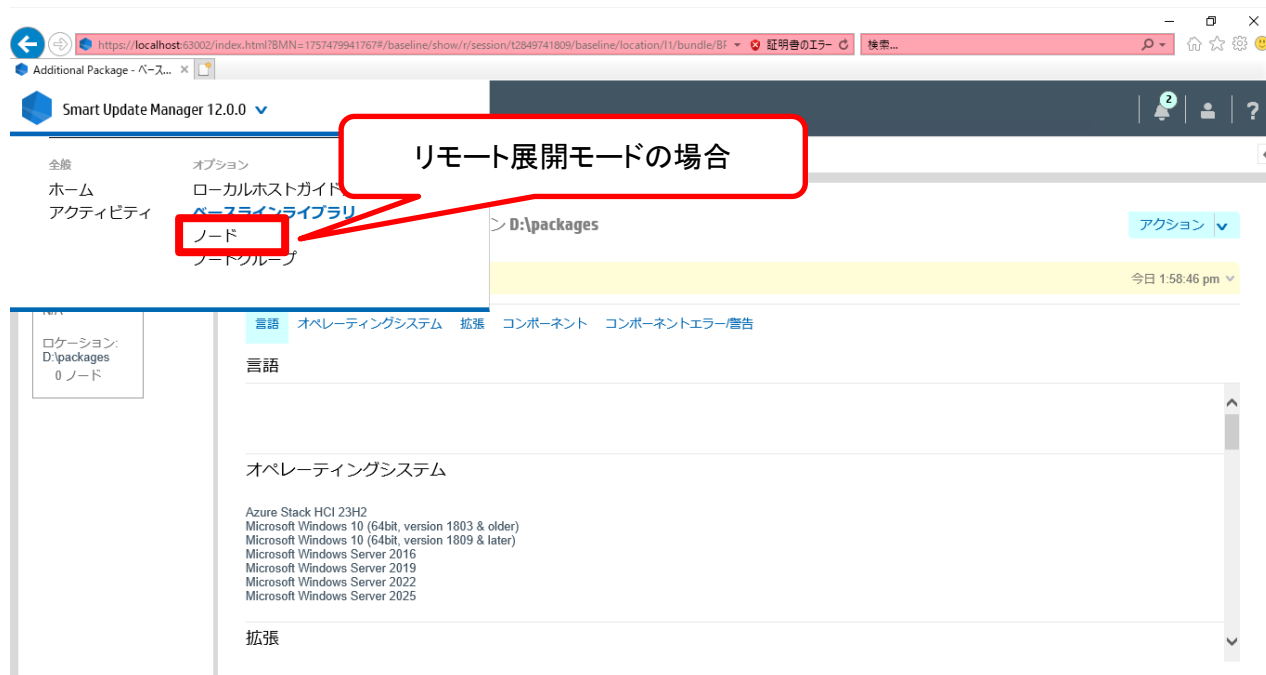 https://localhost:63002/index.html?BMN=1757479941767#/baseline/show/r/session/t2849741809/baseline/location/l1/bundle/BF
証明書のエラー
検索...
Additional Package - ベース...
Smart Update Manager 12.0.0
2
?
リモート展開モードの場合
全般
オプション
ホーム
ローカルホストガイド
アクティビティ
ベースラインライブラリ
ノード
ノードグループ
ン D:\packages
アクション
今日 1:58:46 pm
N/A
ロケーション:
D:\packages
0 ノード
言語 オペレーティングシステム 拡張 コンポーネント コンポーネントエラー/警告
言語
オペレーティングシステム
Azure Stack HCI 23H2
Microsoft Windows 10 (64bit, version 1803 & older)
Microsoft Windows 10 (64bit, version 1809 & later)
Microsoft Windows Server 2016
Microsoft Windows Server 2019
Microsoft Windows Server 2022
Microsoft Windows Server 2025
拡張